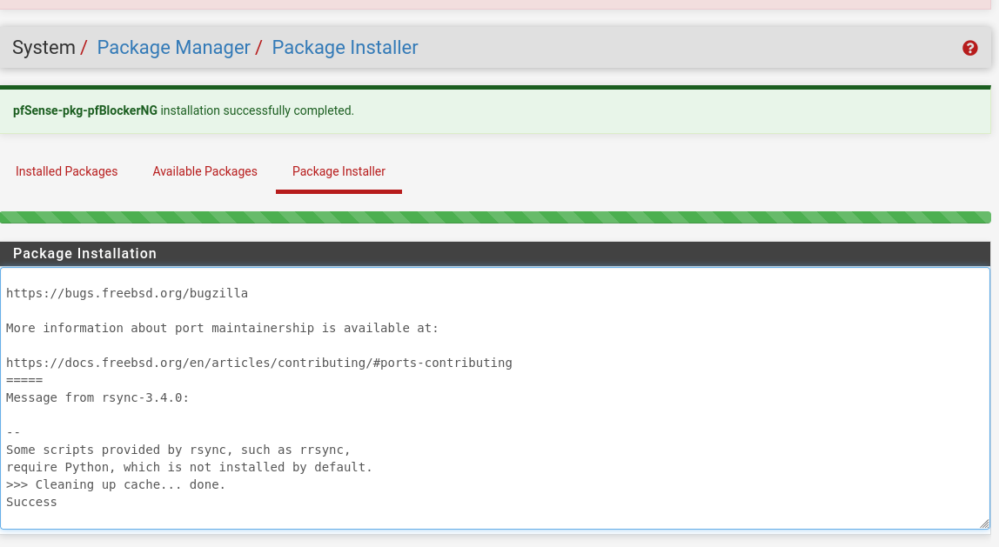 System / Package Manager / Package Installer
pfSense-pkg-pfBlockerNG installation successfully completed.
Installed Packages Available Packages Package Installer
Package Installation
https://bugs.freebsd.org/bugzilla
More information about port maintainership is available at:
https://docs.freebsd.org/en/articles/contributing/#ports-contributing
=====
Message from rsync-3.4.0:
--
Some scripts provided by rsync, such as rrsync,
require Python, which is not installed by default.
>>> Cleaning up cache... done.
Success